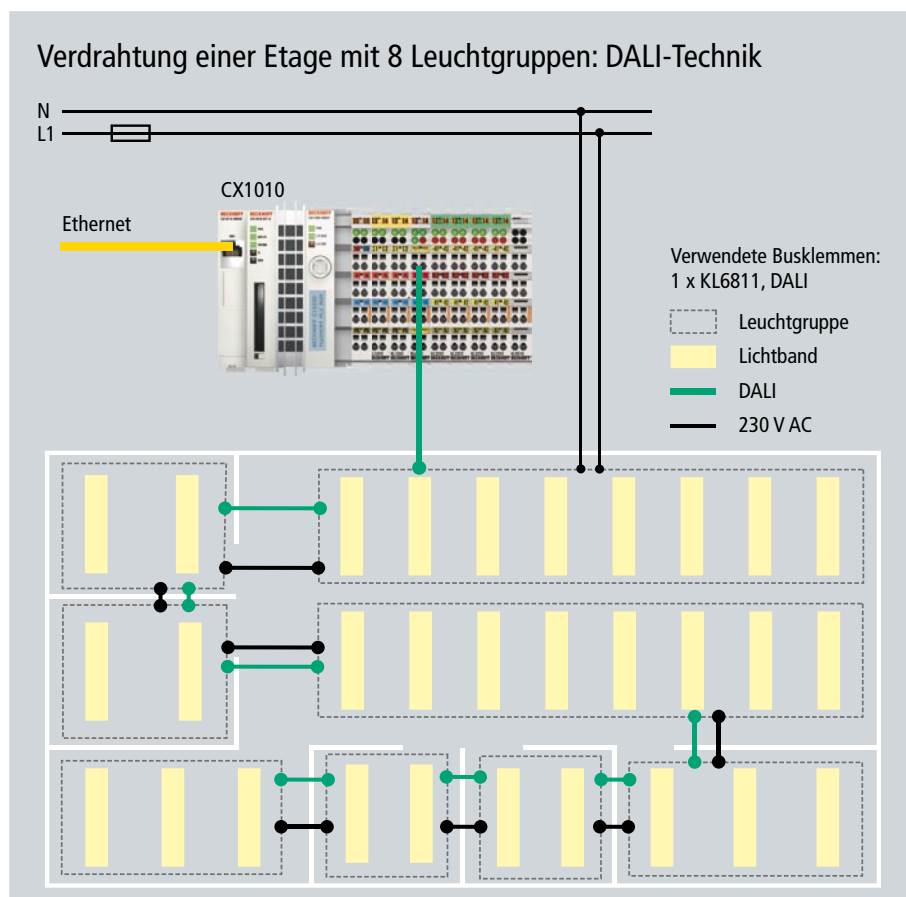 Verdrahtung einer Etage mit 8 Leuchtgruppen: DALI-Technik
N
L1
CX1010
Ethernet
Verwendete Busklemmen:
1 x KL6811, DALI
Leuchtgruppe
Lichtband
DALI
230 V AC